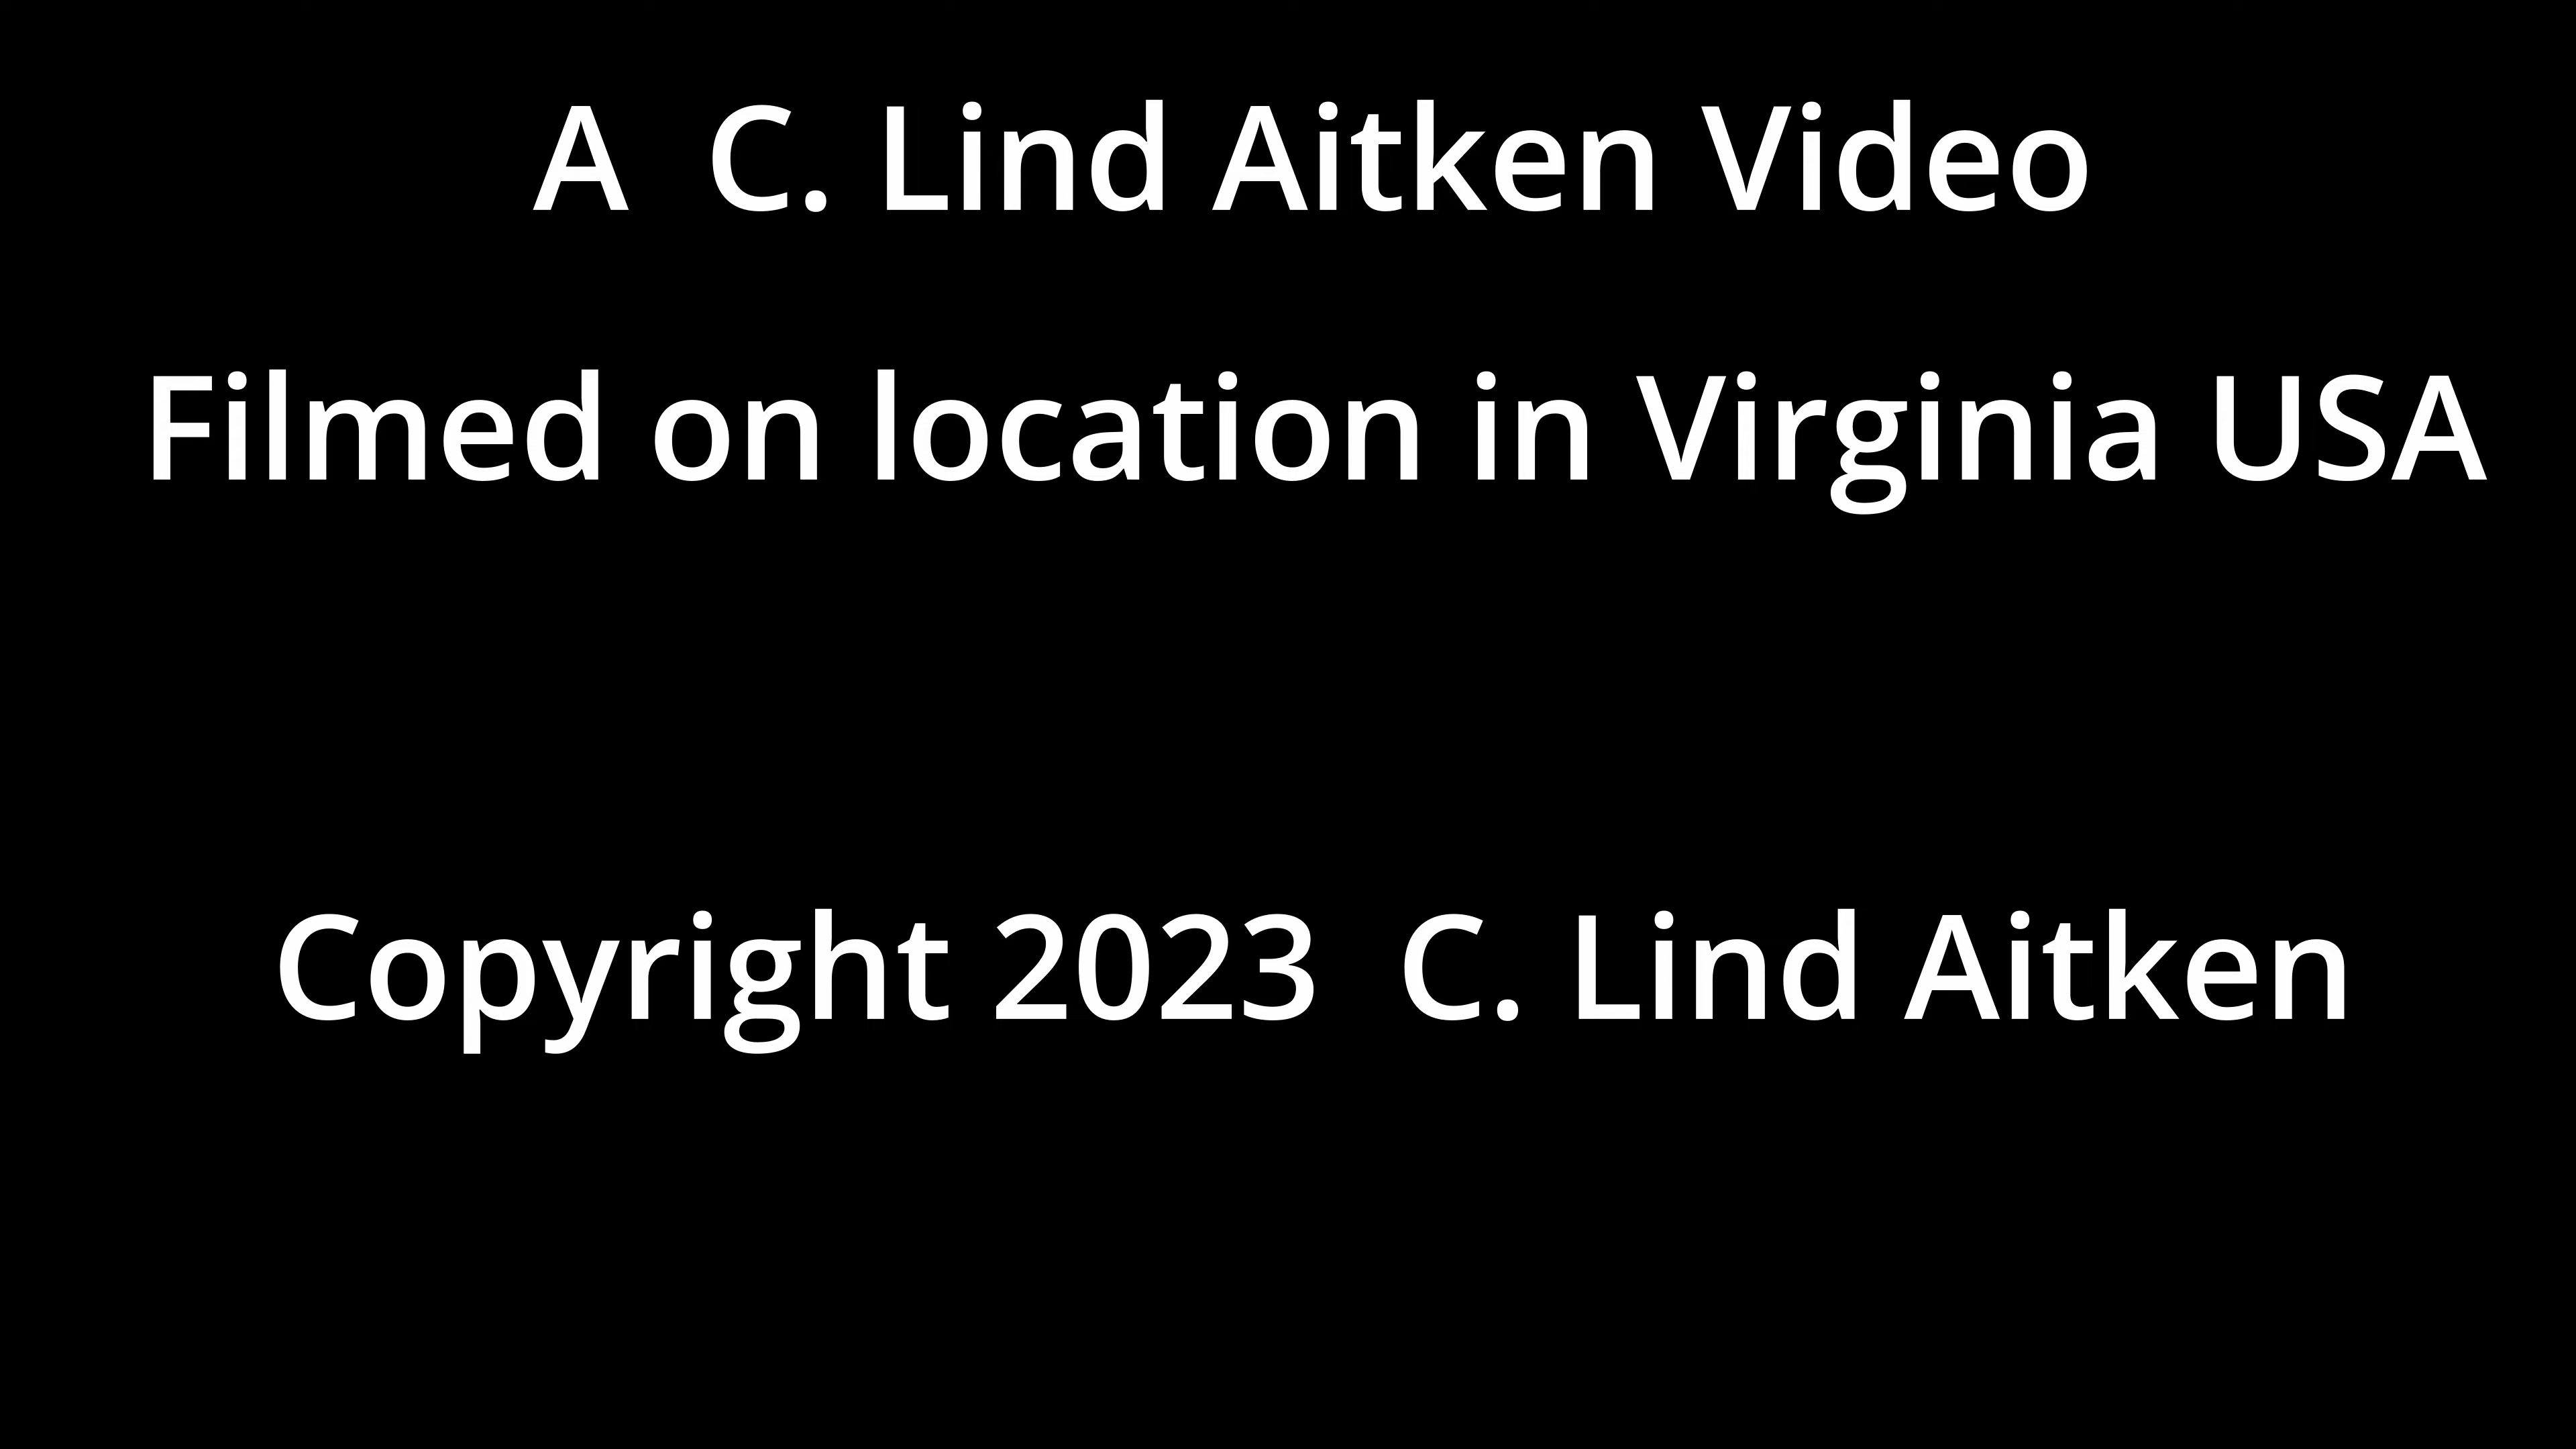 A  C. Lind Aitken Video
Filmed on location in Virginia USA
Copyright 2023  C. Lind Aitken